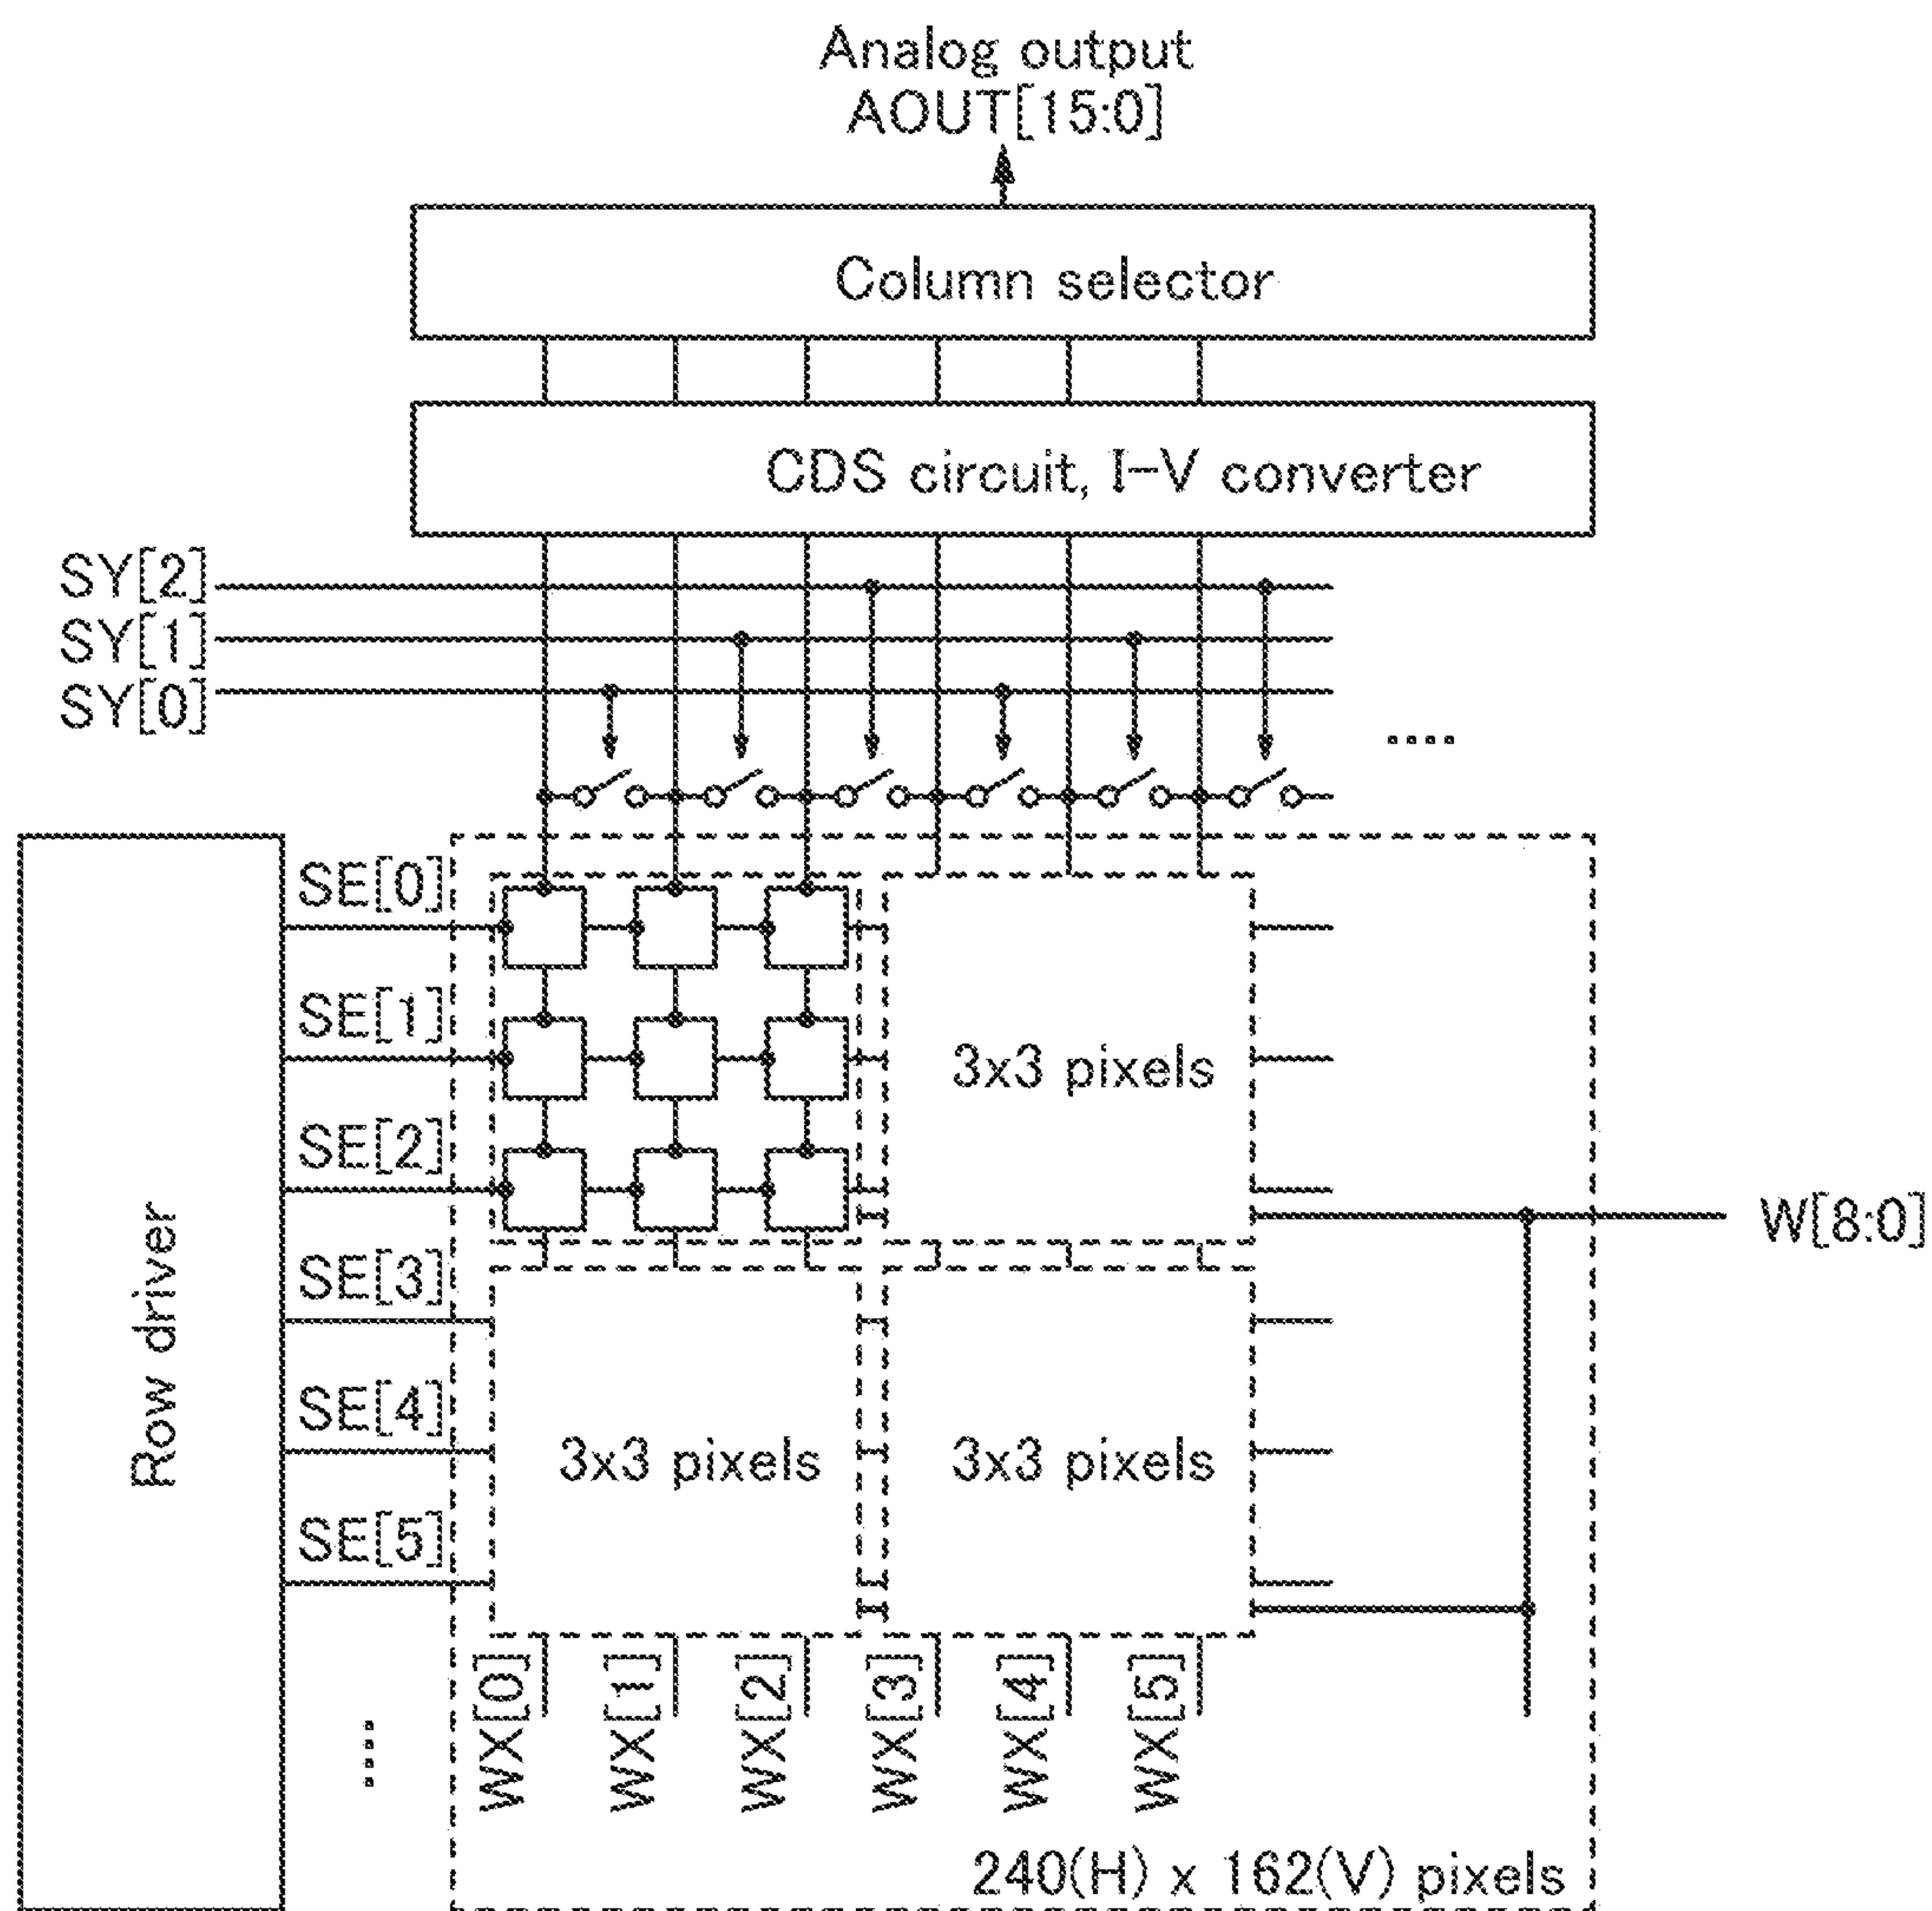 Analog output
AOUT[15:0]
Column selector
CDS circuit, I-V converter
SY[2]
SY[1]
SY[0]
SE[0]
SE[1]
3x3 pixels
SE[2]
Row driver
W[8:0]
SE[3]
SE[4]
3x3 pixels
3x3 pixels
SE[5]
WX[0]
WX[1]
WX[2]
WX[3]
WX[4]
WX[5]
240(H) x 162(V) pixels